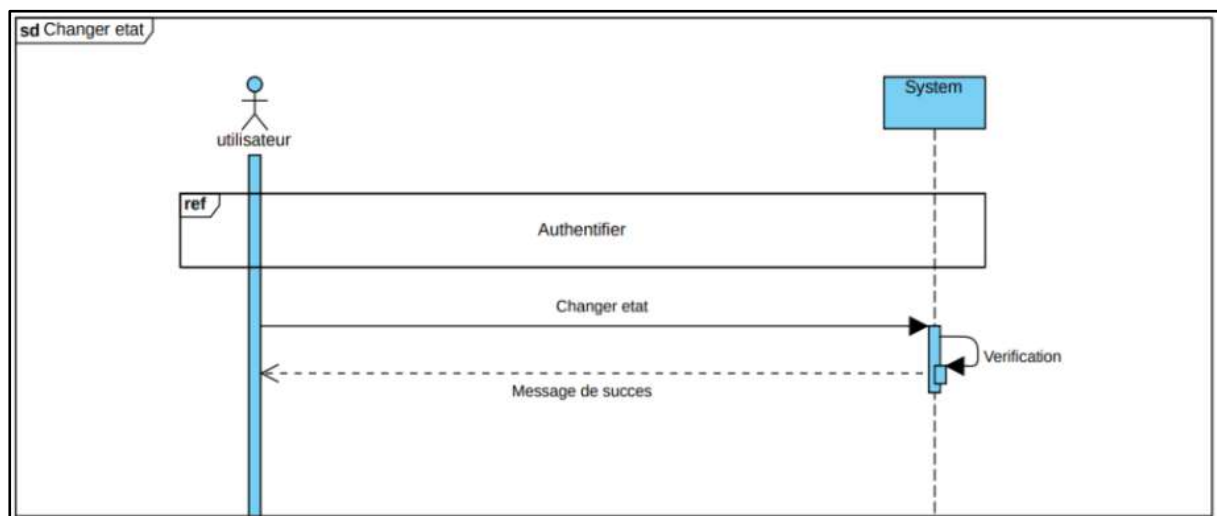 sd Changer etat
System
utilisateur
ref
Authentifier
Changer etat
Verification
Message de succes